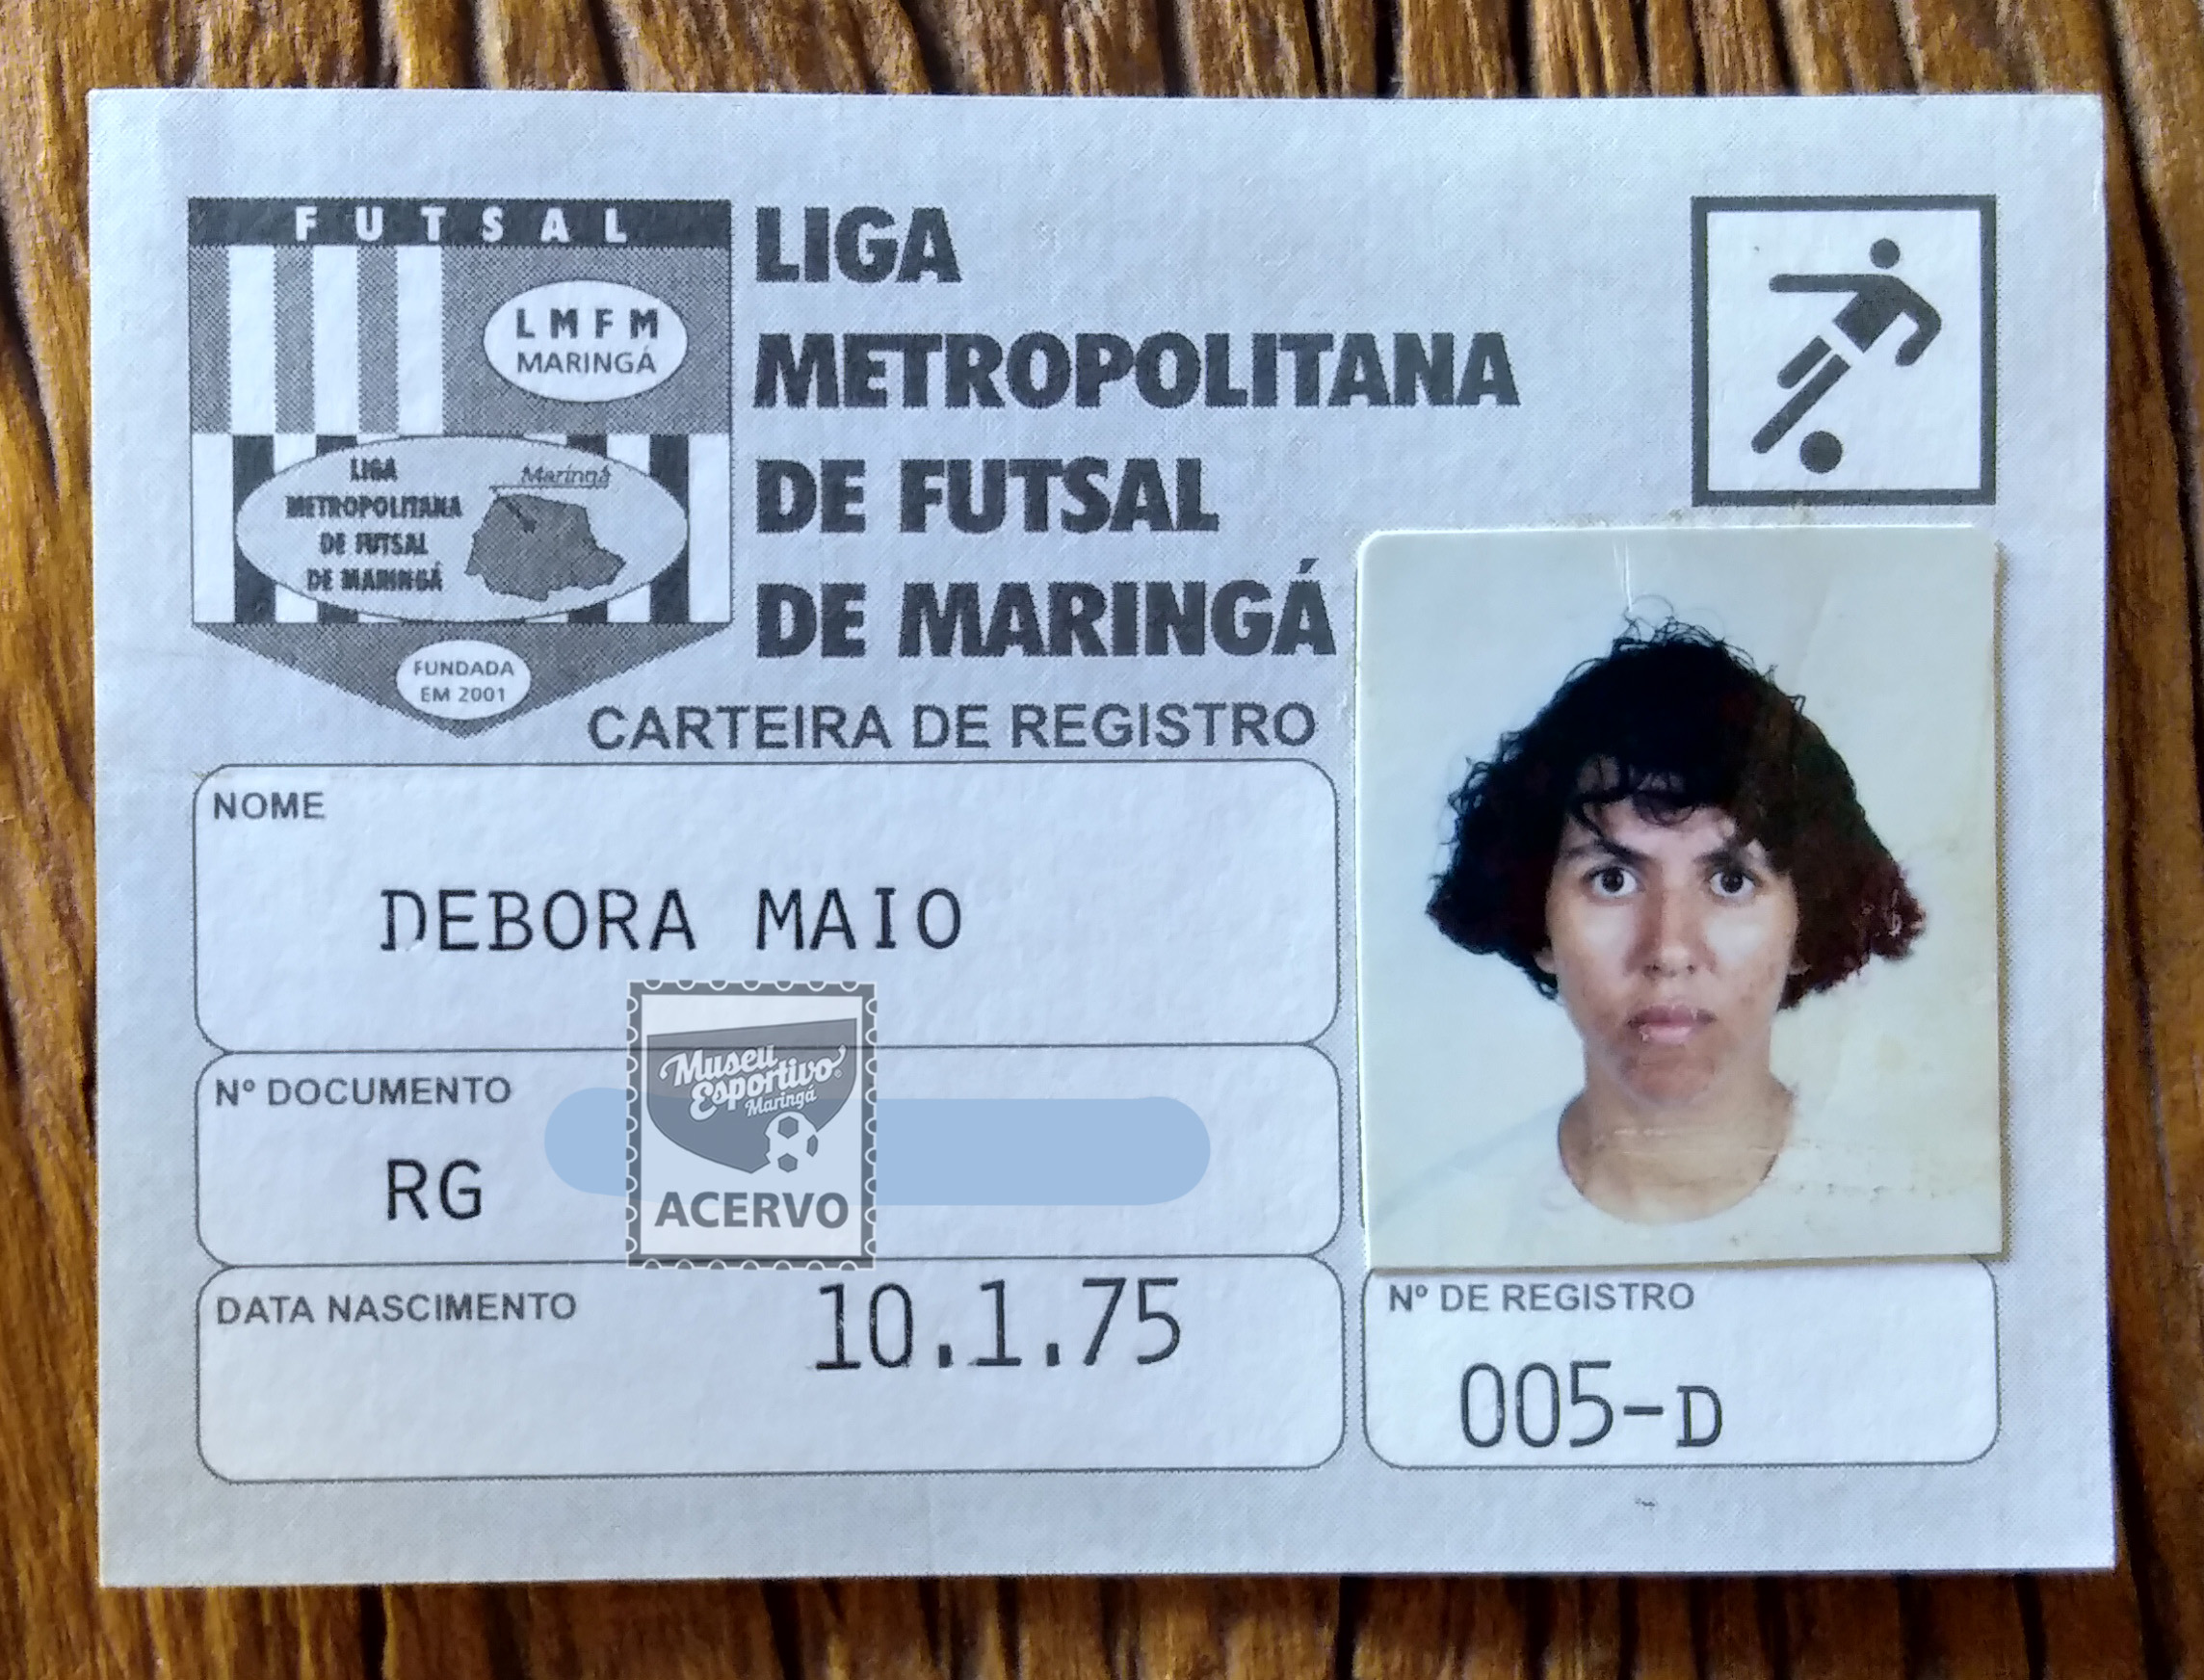 FUTSAL
LMFM
MARINGÁ
LIGA
METROPOLITANA
DE FUTSAL
DE MARINGÁ
Maringá
FUNDADA
EM 2001
LIGA
METROPOLITANA
DE FUTSAL
DE MARINGÁ
CARTEIRA DE REGISTRO
NOME
DEBORA MAIO
Nº DOCUMENTO
RG
Museu
Esportivo
Maringá
ACERVO
DATA NASCIMENTO
10.1.75
Nº DE REGISTRO
005-D